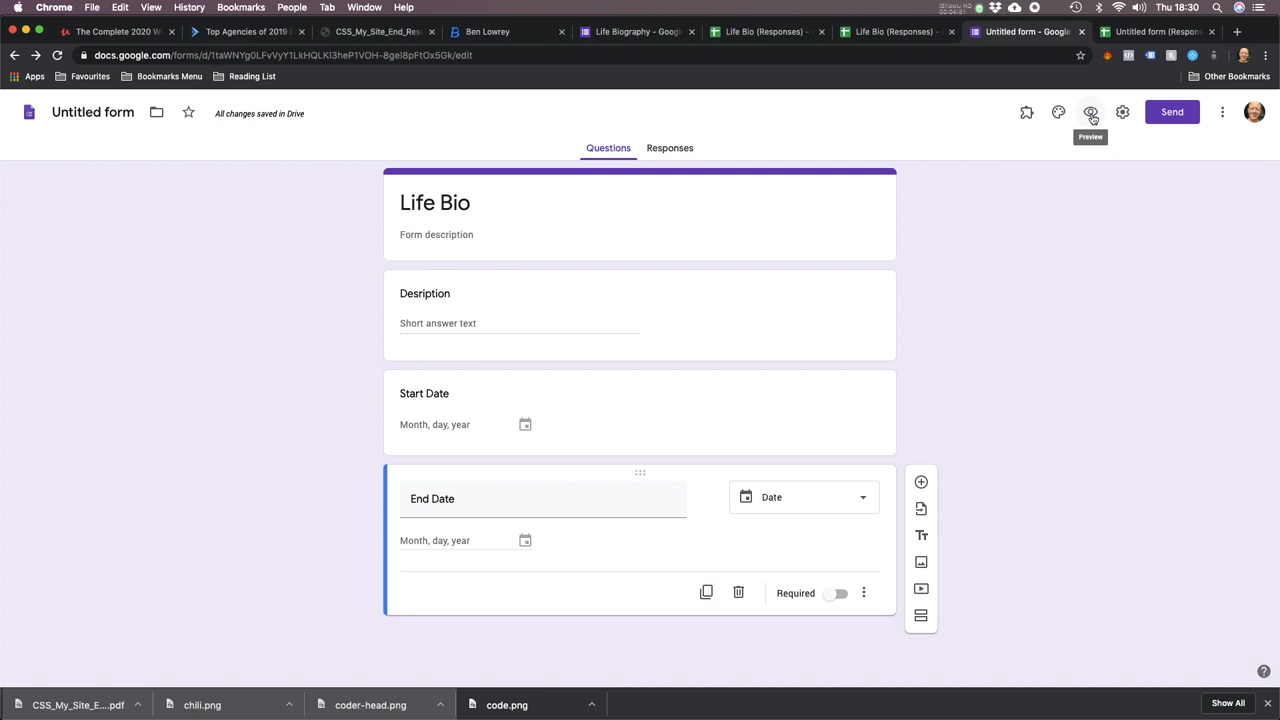 Chrome File Edit View History Bookmarks People Tab Window Help Thu 18:30
The Complete 2020 W Top Agencies of 2019 | CSS_My_Site_End_Res Ben Lowrey Life Biography - Google Life Bio (Responses) - Life Bio (Responses) - Untitled form - Google Untitled form (Respon
docs.google.com/forms/d/1taWNYg0LFvVyY1LkHQLKI3heP1VOH-8gel8pFtOx5Gk/edit
Apps Favourites Bookmarks Menu Reading List Other Bookmarks
Untitled form All changes saved in Drive Send
Preview
Questions Responses
Life Bio
Form description
Desription
Short answer text
Start Date
Month, day, year
End Date Date
Month, day, year
Required
CSS_My_Site_E....pdf chili.png coder-head.png code.png Show All